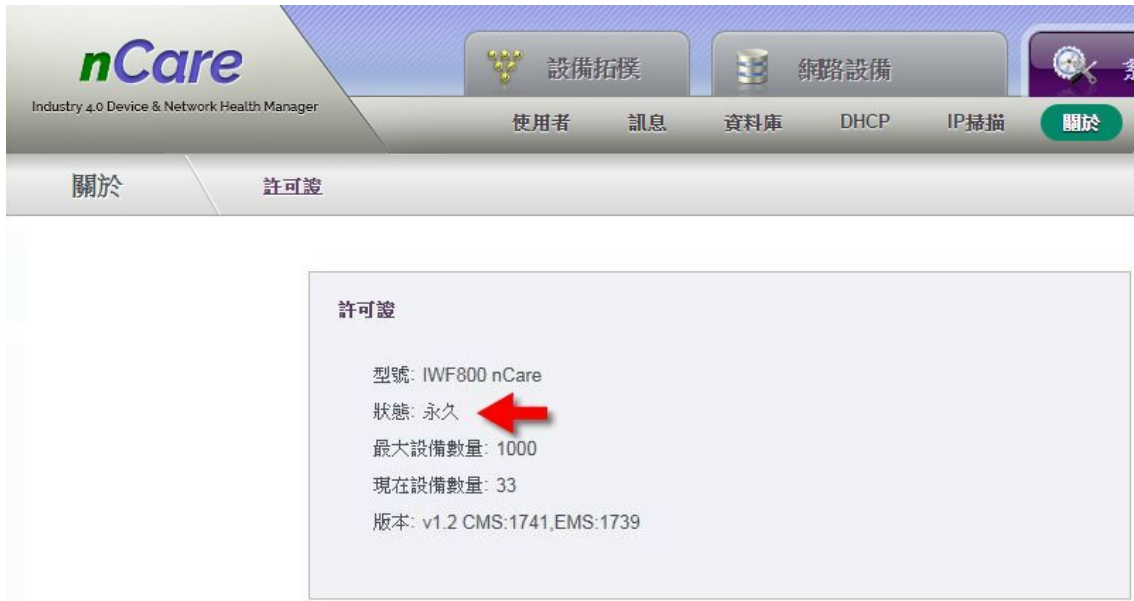 nCare
Industry 4.0 Device & Network Health Manager
設備拓樸 網路設備
使用者 訊息 資料庫 DHCP IP掃描 關於
關於 許可證
許可證
型號: IWF800 nCare
狀態: 永久
最大設備數量: 1000
現在設備數量: 33
版本: v1.2 CMS:1741,EMS:1739